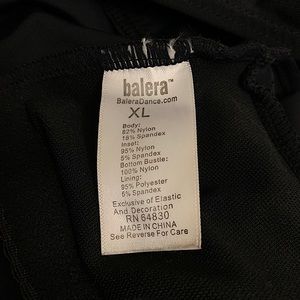 balera™
BaleraDance.com
XL
Body:
82% Nylon
18% Spandex
Inset:
95% Nylon
5% Spandex
Bottom Bustle:
100% Nylon
Lining:
95% Polyester
5% Spandex
Exclusive of Elastic
And Decoration
RN 64830
MADE IN CHINA
See Reverse For Care